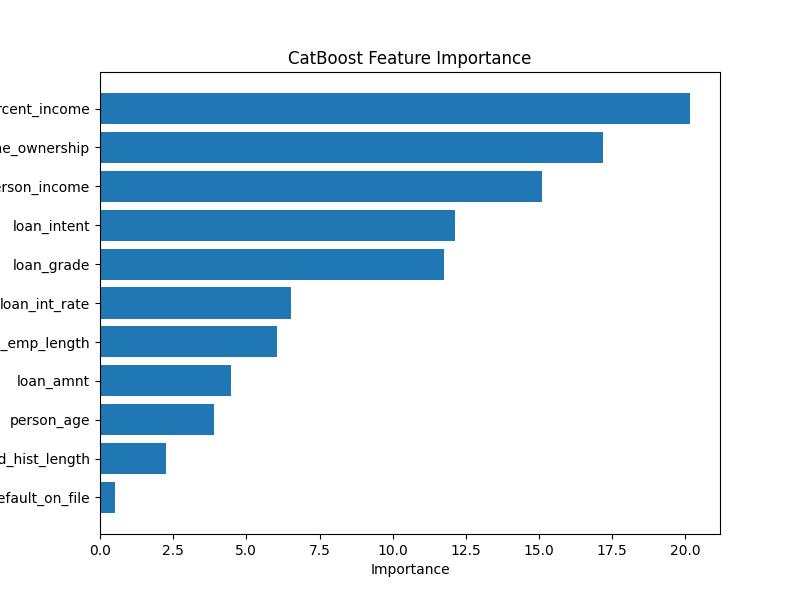 CatBoost Feature Importance
rcent_income
ne_ownership
erson_income
loan_intent
loan_grade
loan_int_rate
_emp_length
loan_amnt
person_age
d_hist_length
efault_on_file
0.0 2.5 5.0 7.5 10.0 12.5 15.0 17.5 20.0
Importance